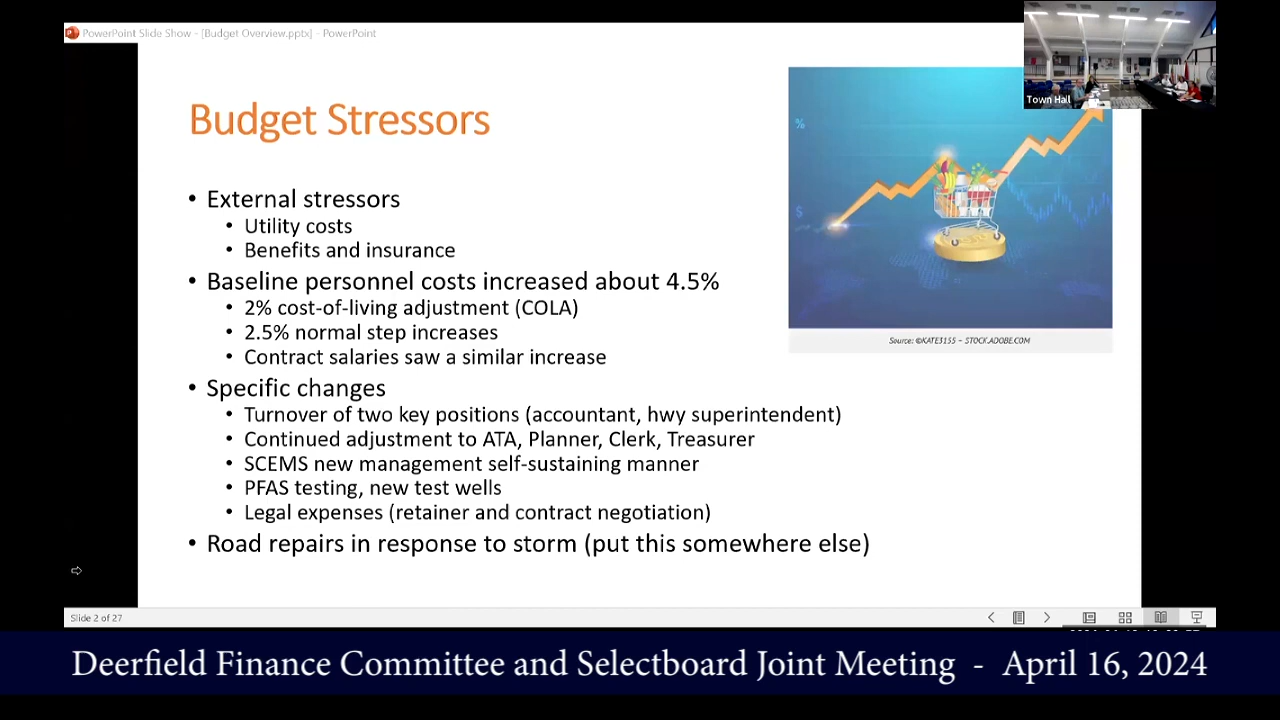 PowerPoint Slide Show - [Budget Overview.pptx] - PowerPoint
Town Hall
Budget Stressors
%
$
• External stressors
• Utility costs
• Benefits and insurance
• Baseline personnel costs increased about 4.5%
• 2% cost-of-living adjustment (COLA)
• 2.5% normal step increases
• Contract salaries saw a similar increase
Source: ©KATE3155 – STOCK.ADOBE.COM
• Specific changes
• Turnover of two key positions (accountant, hwy superintendent)
• Continued adjustment to ATA, Planner, Clerk, Treasurer
• SCEMS new management self-sustaining manner
• PFAS testing, new test wells
• Legal expenses (retainer and contract negotiation)
• Road repairs in response to storm (put this somewhere else)
Slide 2 of 27
Deerfield Finance Committee and Selectboard Joint Meeting - April 16, 2024